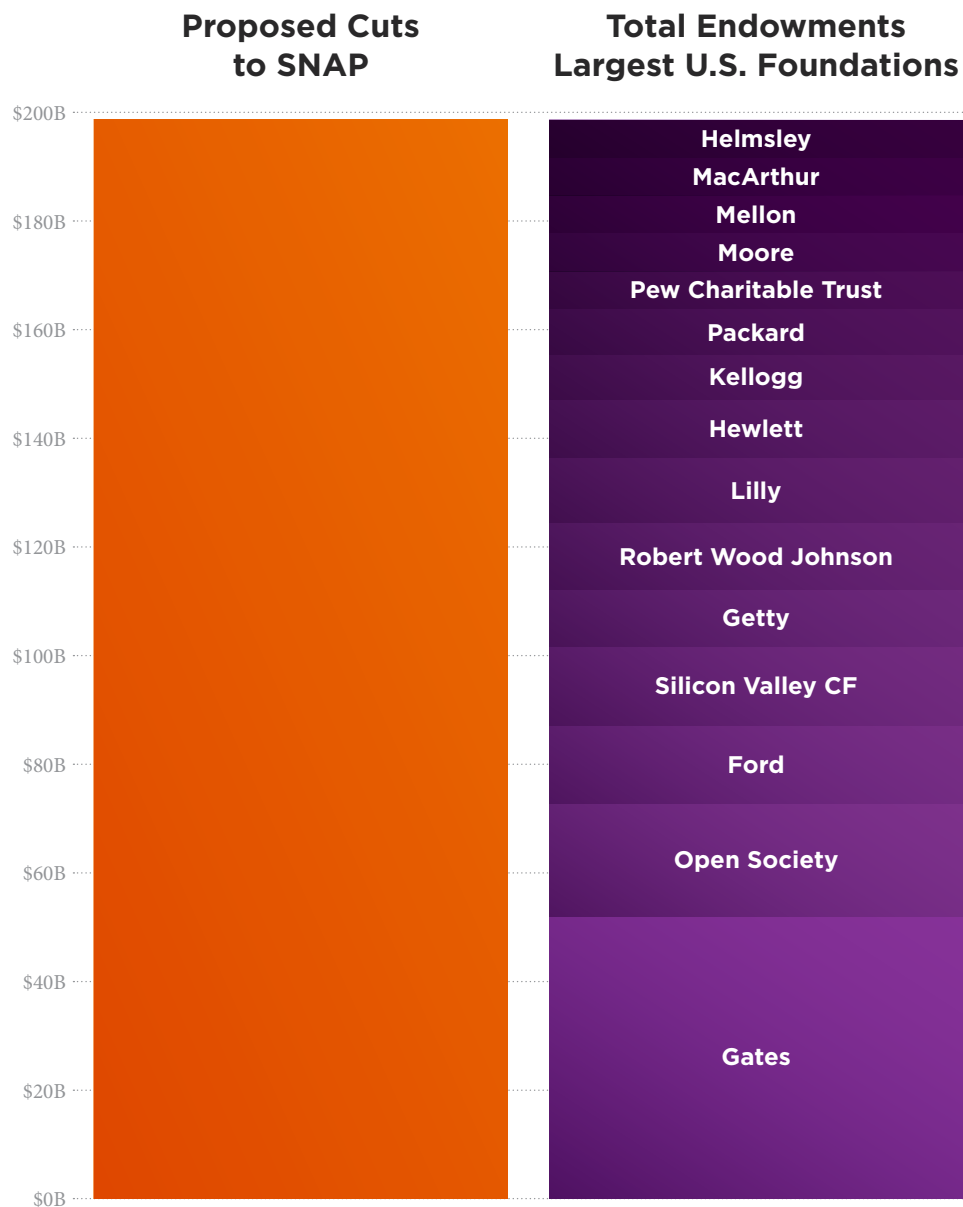 Proposed Cuts
to SNAP
Total Endowments
Largest U.S. Foundations
$200B
$180B
$160B
$140B
$120B
$100B
$80B
$60B
$40B
$20B
$0B
Helmsley
MacArthur
Mellon
Moore
Pew Charitable Trust
Packard
Kellogg
Hewlett
Lilly
Robert Wood Johnson
Getty
Silicon Valley CF
Ford
Open Society
Gates